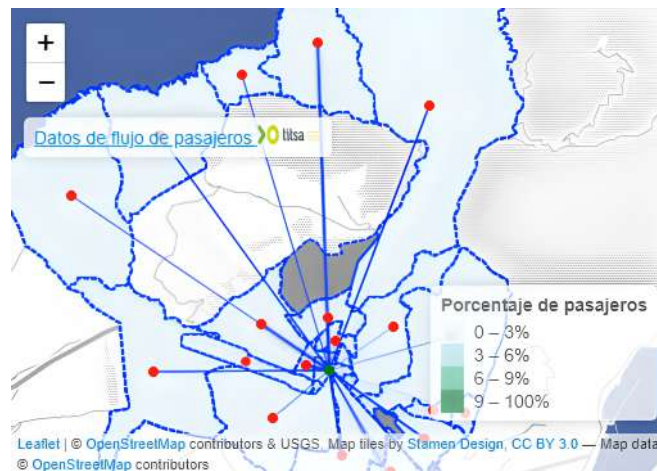 +
−
Datos de flujo de pasajeros titsa
Porcentaje de pasajeros
0 – 3%
3 – 6%
6 – 9%
9 – 100%
Leaflet | © OpenStreetMap contributors & USGS, Map tiles by Stamen Design, CC BY 3.0 — Map data
© OpenStreetMap contributors